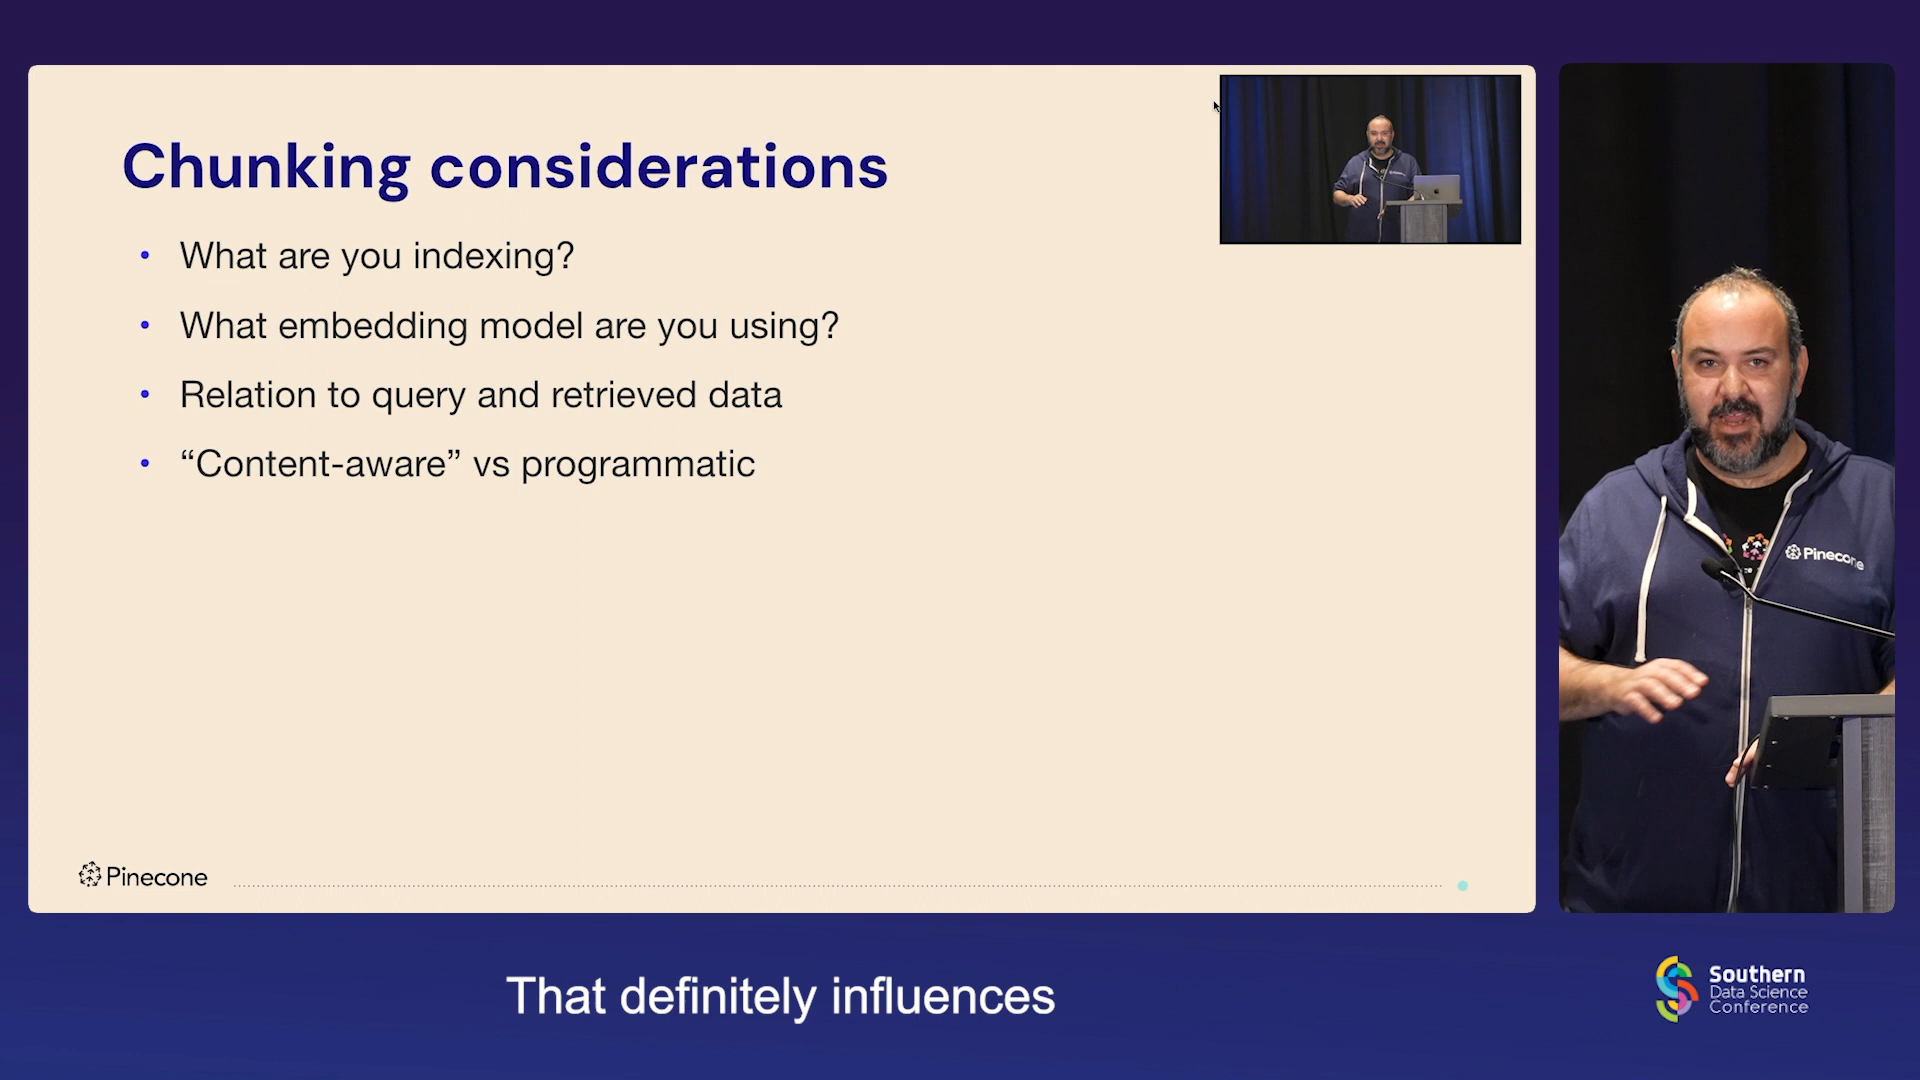 Chunking considerations
• What are you indexing?
• What embedding model are you using?
• Relation to query and retrieved data
• “Content-aware” vs programmatic
Pinecone
Pinecone
That definitely influences
Southern
Data Science
Conference